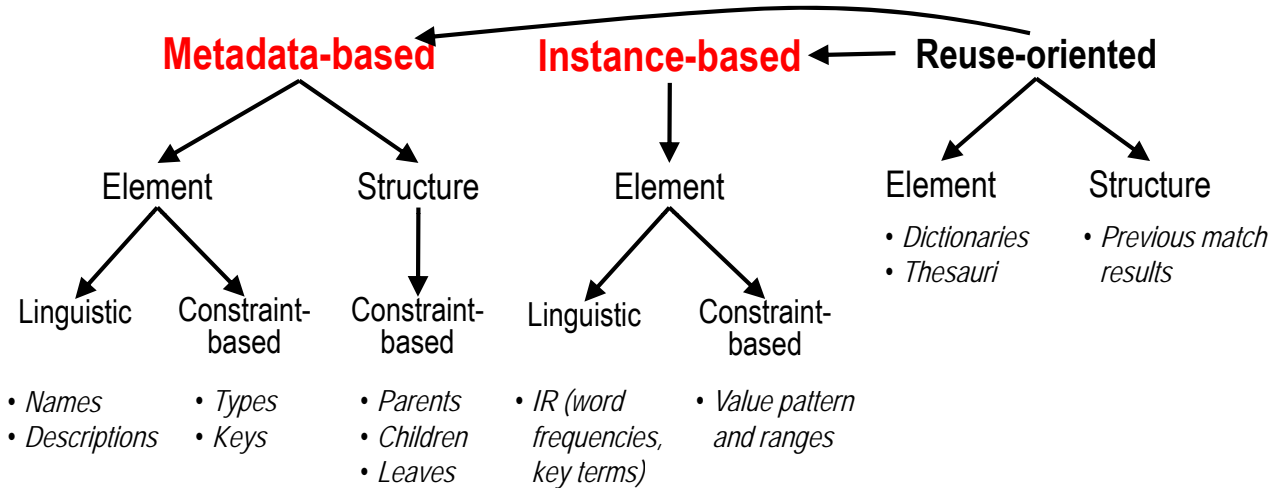 Metadata-based
Instance-based
Reuse-oriented
Element
Structure
Element
Element
Structure
• Dictionaries
• Thesauri
• Previous match
results
Linguistic
Constraint-
based
Constraint-
based
Linguistic
Constraint-
based
• Names
• Descriptions
• Types
• Keys
• Parents
• Children
• Leaves
• IR (word
frequencies,
key terms)
• Value pattern
and ranges